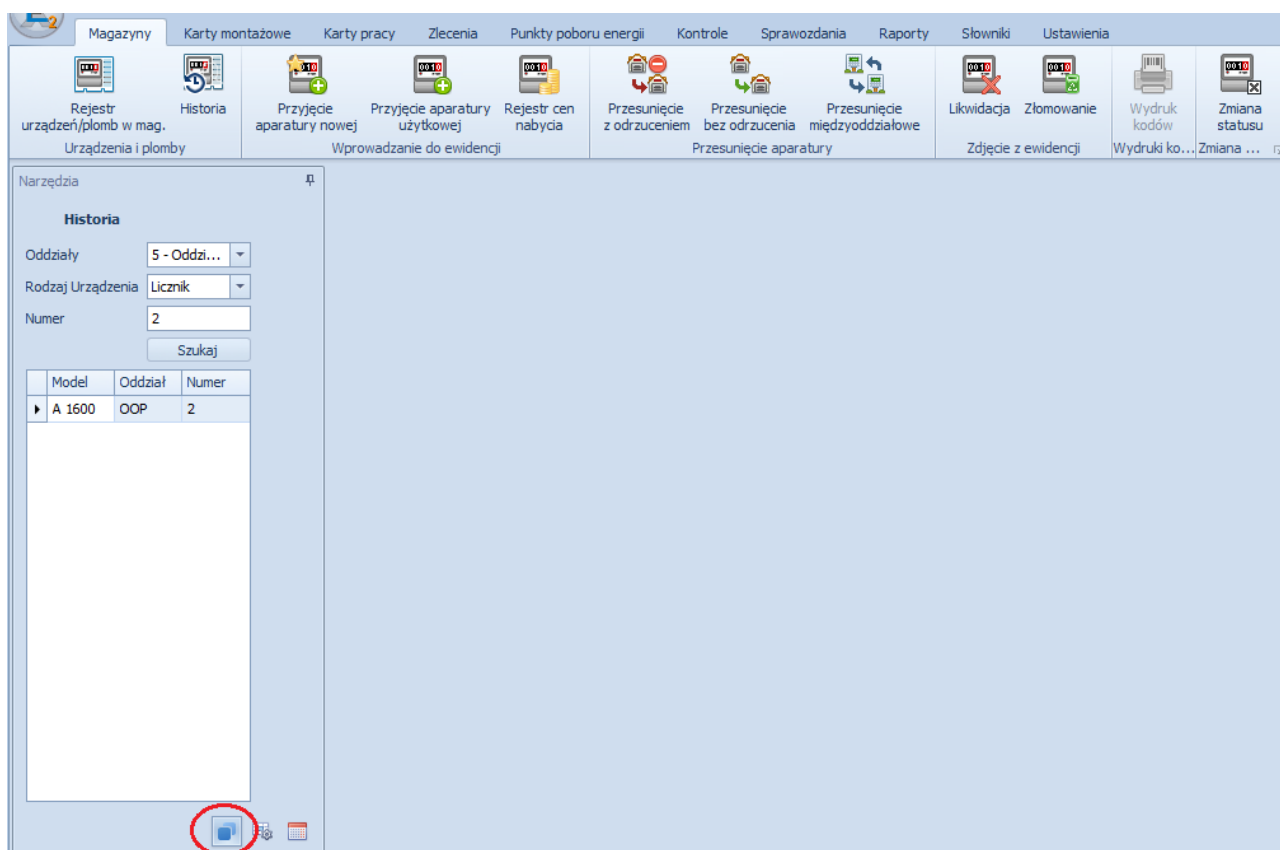 2
Magazyny Karty montażowe Karty pracy Zlecenia Punkty poboru energii Kontrole Sprawozdania Raporty Słowniki Ustawienia
Rejestr urządzeń/plomb w mag.
Historia
Przyjęcie aparatury nowej
Przyjęcie aparatury użytkowej
Rejestr cen nabycia
Przesunięcie z odrzuceniem
Przesunięcie bez odrzucenia
Przesunięcie międzyoddziałowe
Likwidacja
Złomowanie
Wydruk kodów
Zmiana statusu
Urządzenia i plomby Wprowadzanie do ewidencji Przesunięcie aparatury Zdjęcie z ewidencji Wydruki ko... Zmiana ...
Narzędzia
Historia
Oddziały 5 - Oddzi...
Rodzaj Urządzenia Licznik
Numer 2
Szukaj
Model Oddział Numer
A 1600 OOP 2